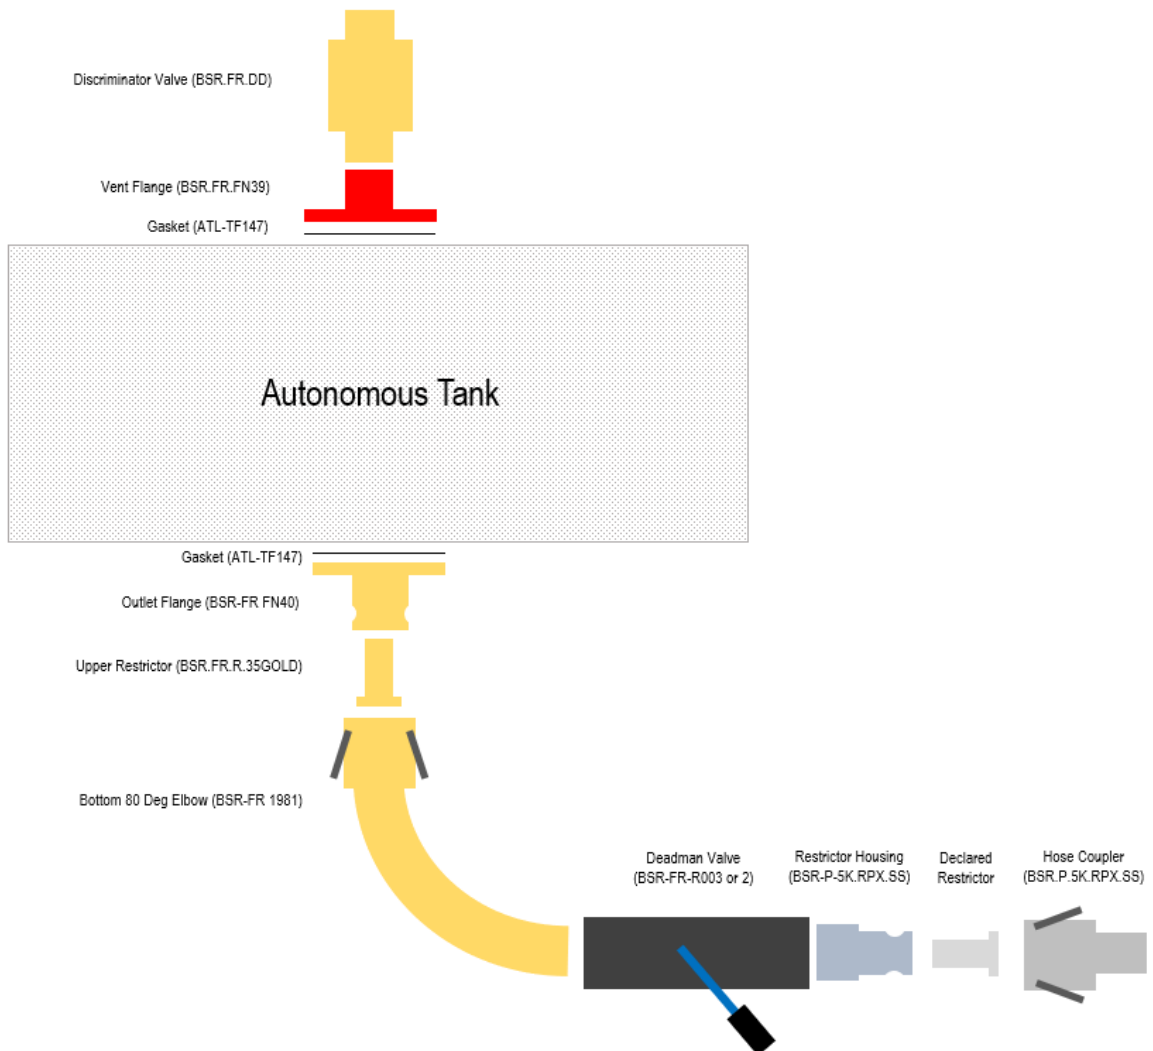 Discriminator Valve (BSR.FR.DD)
Vent Flange (BSR.FR.FN39)
Gasket (ATL-TF147)
Autonomous Tank
Gasket (ATL-TF147)
Outlet Flange (BSR-FR FN40)
Upper Restrictor (BSR.FR.R.35GOLD)
Bottom 80 Deg Elbow (BSR-FR 1981)
Deadman Valve
(BSR-FR-R003 or 2)
Restrictor Housing
(BSR-P-5K.RPX.SS)
Declared
Restrictor
Hose Coupler
(BSR.P.5K.RPX.SS)